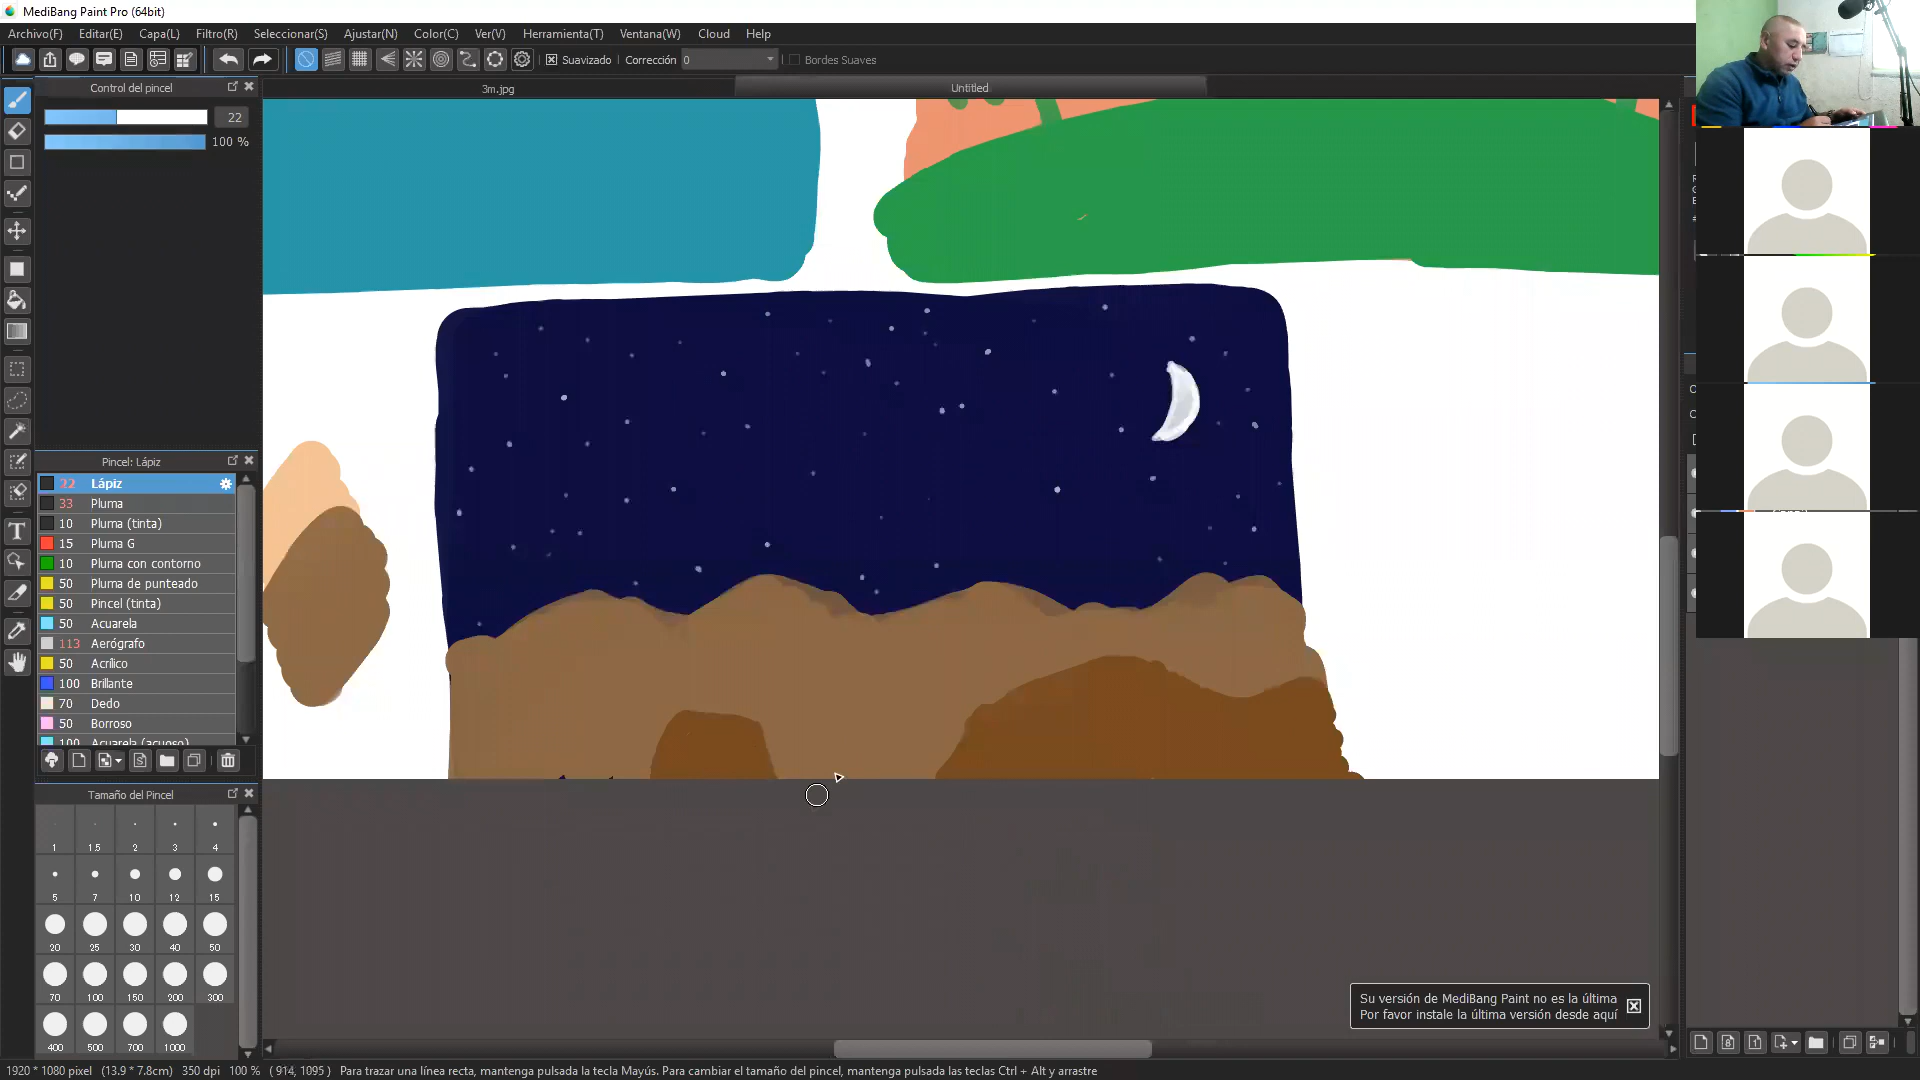 MediBang Paint Pro (64bit)
Archivo(F) Editar(E) Capa(L) Filtro(R) Seleccionar(S) Ajustar(N) Color(C) Ver(V) Herramienta(T) Ventana(W) Cloud Help
Suavizado Corrección 0 Bordes Suaves
Control del pincel
3m.jpg Untitled
22
100 %
Pincel: Lápiz
22 Lápiz
33 Pluma
10 Pluma (tinta)
15 Pluma G
10 Pluma con contorno
50 Pluma de punteado
50 Pincel (tinta)
50 Acuarela
113 Aerógrafo
50 Acrílico
100 Brillante
70 Dedo
50 Borroso
100 Acuarela (acuoso)
Tamaño del Pincel
1 1.5 2 3 4
5 7 10 12 15
20 25 30 40 50
70 100 150 200 300
400 500 700 1000
Su versión de MediBang Paint no es la última
Por favor instale la última versión desde aquí
1920 * 1080 pixel (13.9 * 7.8cm) 350 dpi 100 % ( 914, 1095 ) Para trazar una línea recta, mantenga pulsada la tecla Mayús. Para cambiar el tamaño del pincel, mantenga pulsada las teclas Ctrl + Alt y arrastre